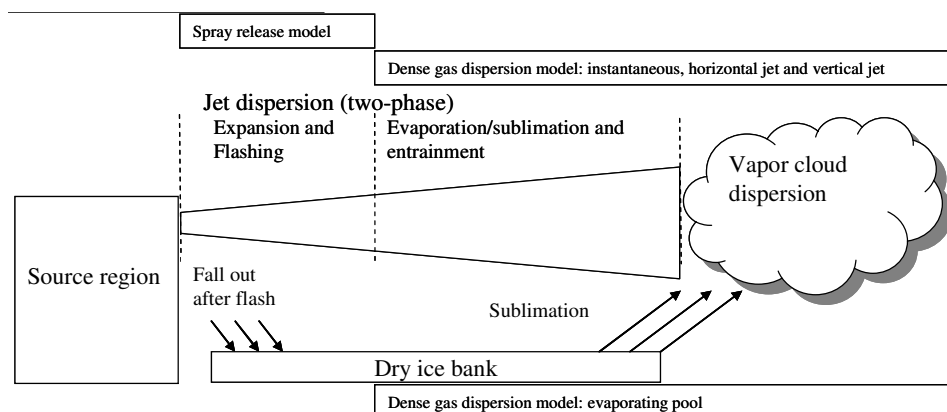 Spray release model
Dense gas dispersion model: instantaneous, horizontal jet and vertical jet
Jet dispersion (two-phase)
Expansion and
Flashing
Evaporation/sublimation and
entrainment
Vapor cloud
dispersion
Source region
Fall out
after flash
Sublimation
Dry ice bank
Dense gas dispersion model: evaporating pool